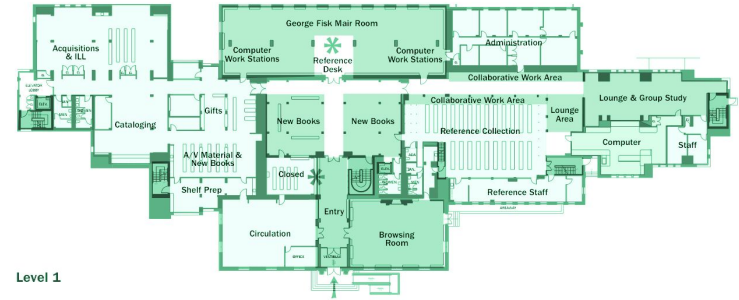 George Fisk Mair Room
Acquisitions
& ILL
Computer
Work Stations
Reference
Desk
Computer
Work Stations
Administration
Collaborative Work Area
Collaborative Work Area
Lounge & Group Study
Lounge
Area
Gifts
Cataloging
New Books
New Books
Reference Collection
Computer
Staff
A/V Material &
New Books
Closed
Shelf Prep
Reference Staff
Entry
Circulation
Browsing
Room
OFFICE
Level 1